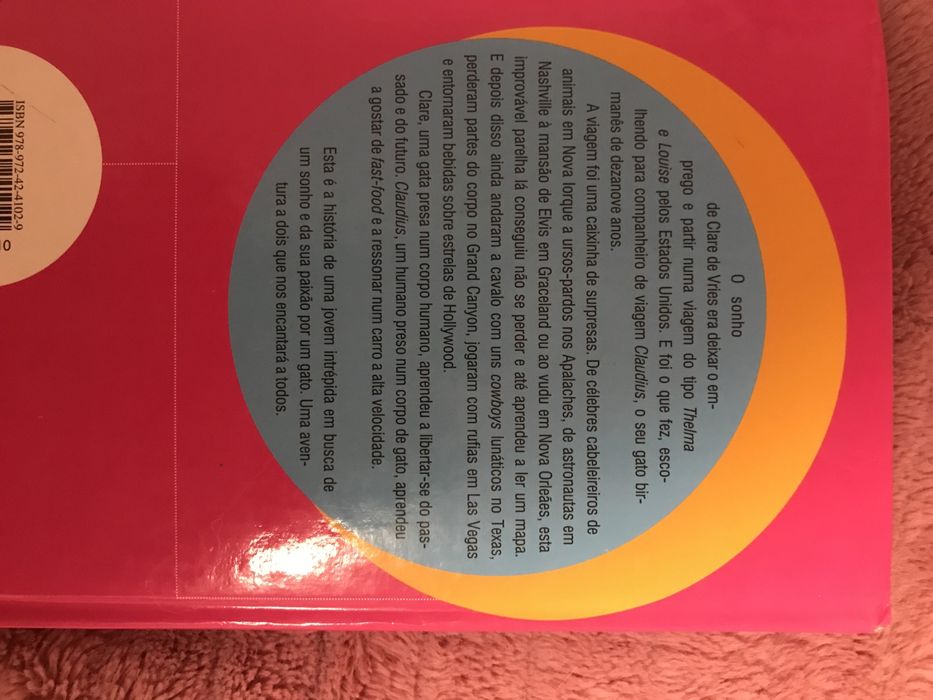 O sonho
de Clare de Vries era deixar o em-
prego e partir numa viagem do tipo Thelma
e Louise pelos Estados Unidos. E foi o que fez, esco-
lhendo para companheiro de viagem Claudius, o seu gato bir-
manês de dezanove anos.
A viagem foi uma caixinha de surpresas. De célebres cabeleireiros de
animais em Nova Iorque a ursos-pardos nos Apalaches, de astronautas em
Nashville à mansão de Elvis em Graceland ou ao vudu em Nova Orleães, esta
improvável parelha lá conseguiu não se perder e até aprendeu a ler um mapa.
E depois disso ainda andaram a cavalo com uns cowboys lunáticos no Texas,
perderam partes do corpo no Grand Canyon, jogaram com rufias em Las Vegas
e entornaram bebidas sobre estrelas de Hollywood.
Clare, uma gata presa num corpo humano, aprendeu a libertar-se do pas-
sado e do futuro. Claudius, um humano preso num corpo de gato, aprendeu
a gostar de fast-food e a ressonar num carro a alta velocidade.
Esta é a história de uma jovem intrépida em busca de
um sonho e da sua paixão por um gato. Uma aven-
tura a dois que nos encantará a todos.
ISBN 978-972-42-4102-9